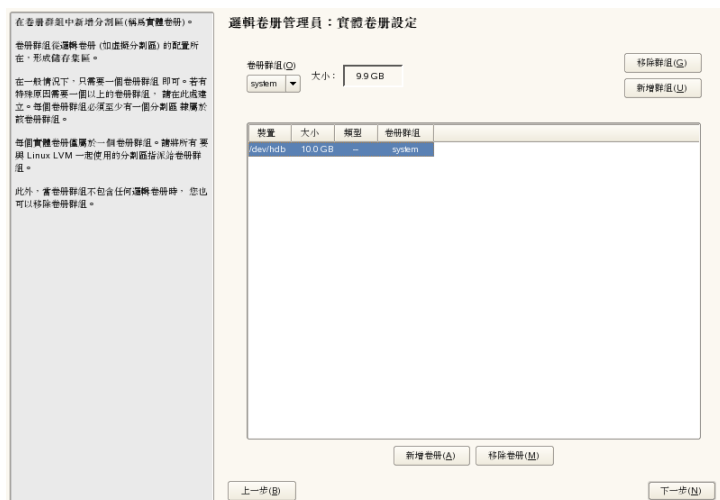 在卷冊群組中新增分割區(稱為實體卷冊)。
卷冊群組從邏輯卷冊 (如虛擬分割區) 的配置所
在，形成儲存集區。
在一般情況下，只需要一個卷冊群組 即可。若有
特殊原因需要一個以上的卷冊群組， 請在此處建
立。每個卷冊群組必須至少有一個分割區 隸屬於
該卷冊群組。
每個實體卷冊僅屬於一個卷冊群組。請將所有 要
與 Linux LVM 一起使用的分割區指派給卷冊群
組。
此外，當卷冊群組不包含任何邏輯卷冊時， 您也
可以移除卷冊群組。
邏輯卷冊管理員：實體卷冊設定
卷冊群組(O)
system
大小： 9.9 GB
移除群組(G)
新增群組(U)
裝置 大小 類型 卷冊群組
/dev/hdb 10.0 GB -- system
新增卷冊(A) 移除卷冊(M)
上一步(B) 下一步(N)